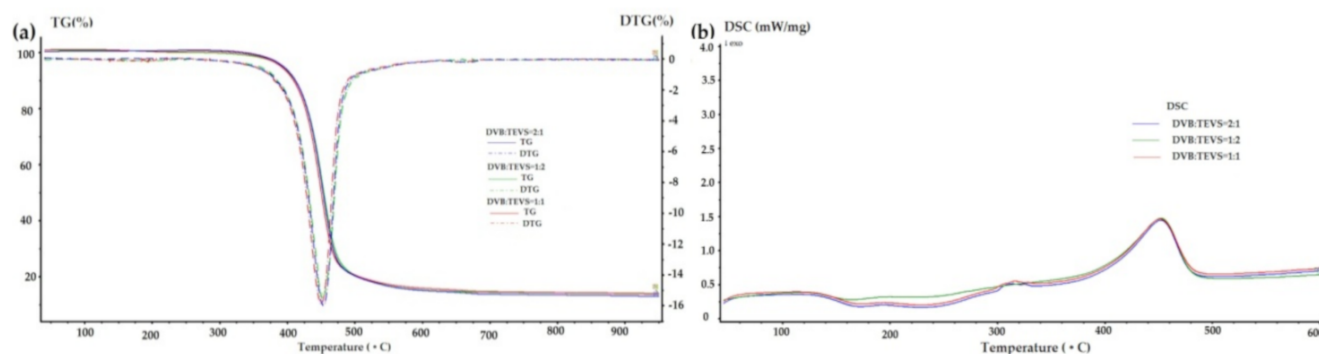 (a)
TG(%)
DTG(%)
100
80
60
40
20
0
-2
-4
-6
-8
-10
-12
-14
-16
DVB:TEVS=2:1
TG
DTG
DVB:TEVS=1:2
TG
DTG
DVB:TEVS=1:1
TG
DTG
100 200 300 400 500 600 700 800 900
Temperature ( • C)
(b)
DSC (mW/mg)
↓ exo
4.0
3.5
3.0
2.5
2.0
1.5
1.0
0.5
0
DSC
DVB:TEVS=2:1
DVB:TEVS=1:2
DVB:TEVS=1:1
100 200 300 400 500 600
Temperature ( • C)